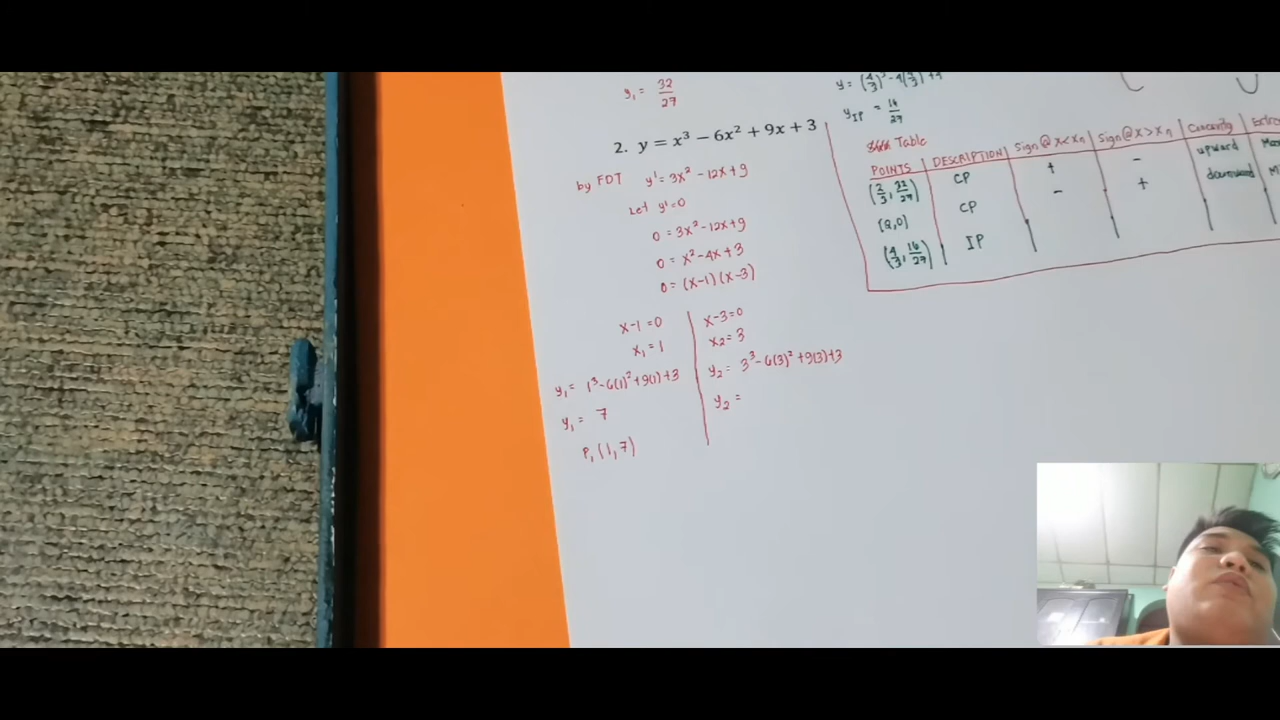 y₁ = 32/27
2. y = x³ − 6x² + 9x + 3
by FDT y' = 3x² - 12x + 9
Let y' = 0
0 = 3x² - 12x + 9
0 = x² - 4x + 3
0 = (x-1)(x-3)
x-1 = 0
x₁ = 1
y₁ = 1³ - 6(1)² + 9(1) + 3
y₁ = 7
P₁ (1, 7)
x-3 = 0
x₂ = 3
y₂ = 3³ - 6(3)² + 9(3) + 3
y₂ =
y_IP = 16/27
Table
POINTS DESCRIPTION Sign @ x < xₙ Sign @ x > xₙ Concavity
(2/3, 32/27) CP + - upward
(2, 0) CP - + downward
(4/3, 16/27) IP